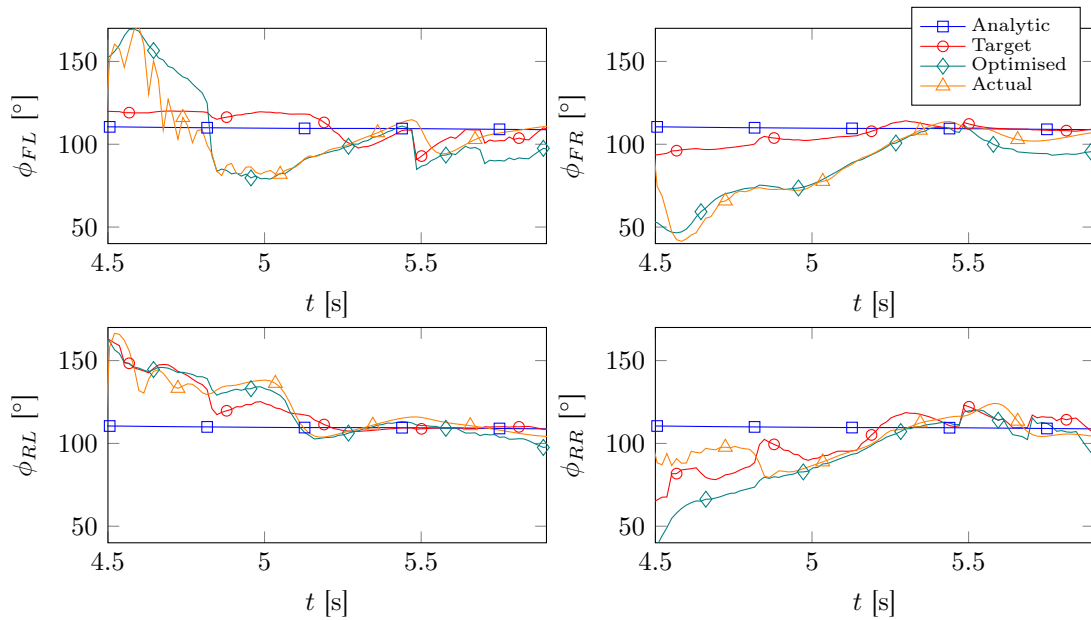 Analytic
Target
Optimised
Actual
ϕFL [°]
150
100
50
4.5 5 5.5
t [s]
ϕFR [°]
150
100
50
4.5 5 5.5
t [s]
ϕRL [°]
150
100
50
4.5 5 5.5
t [s]
ϕRR [°]
150
100
50
4.5 5 5.5
t [s]